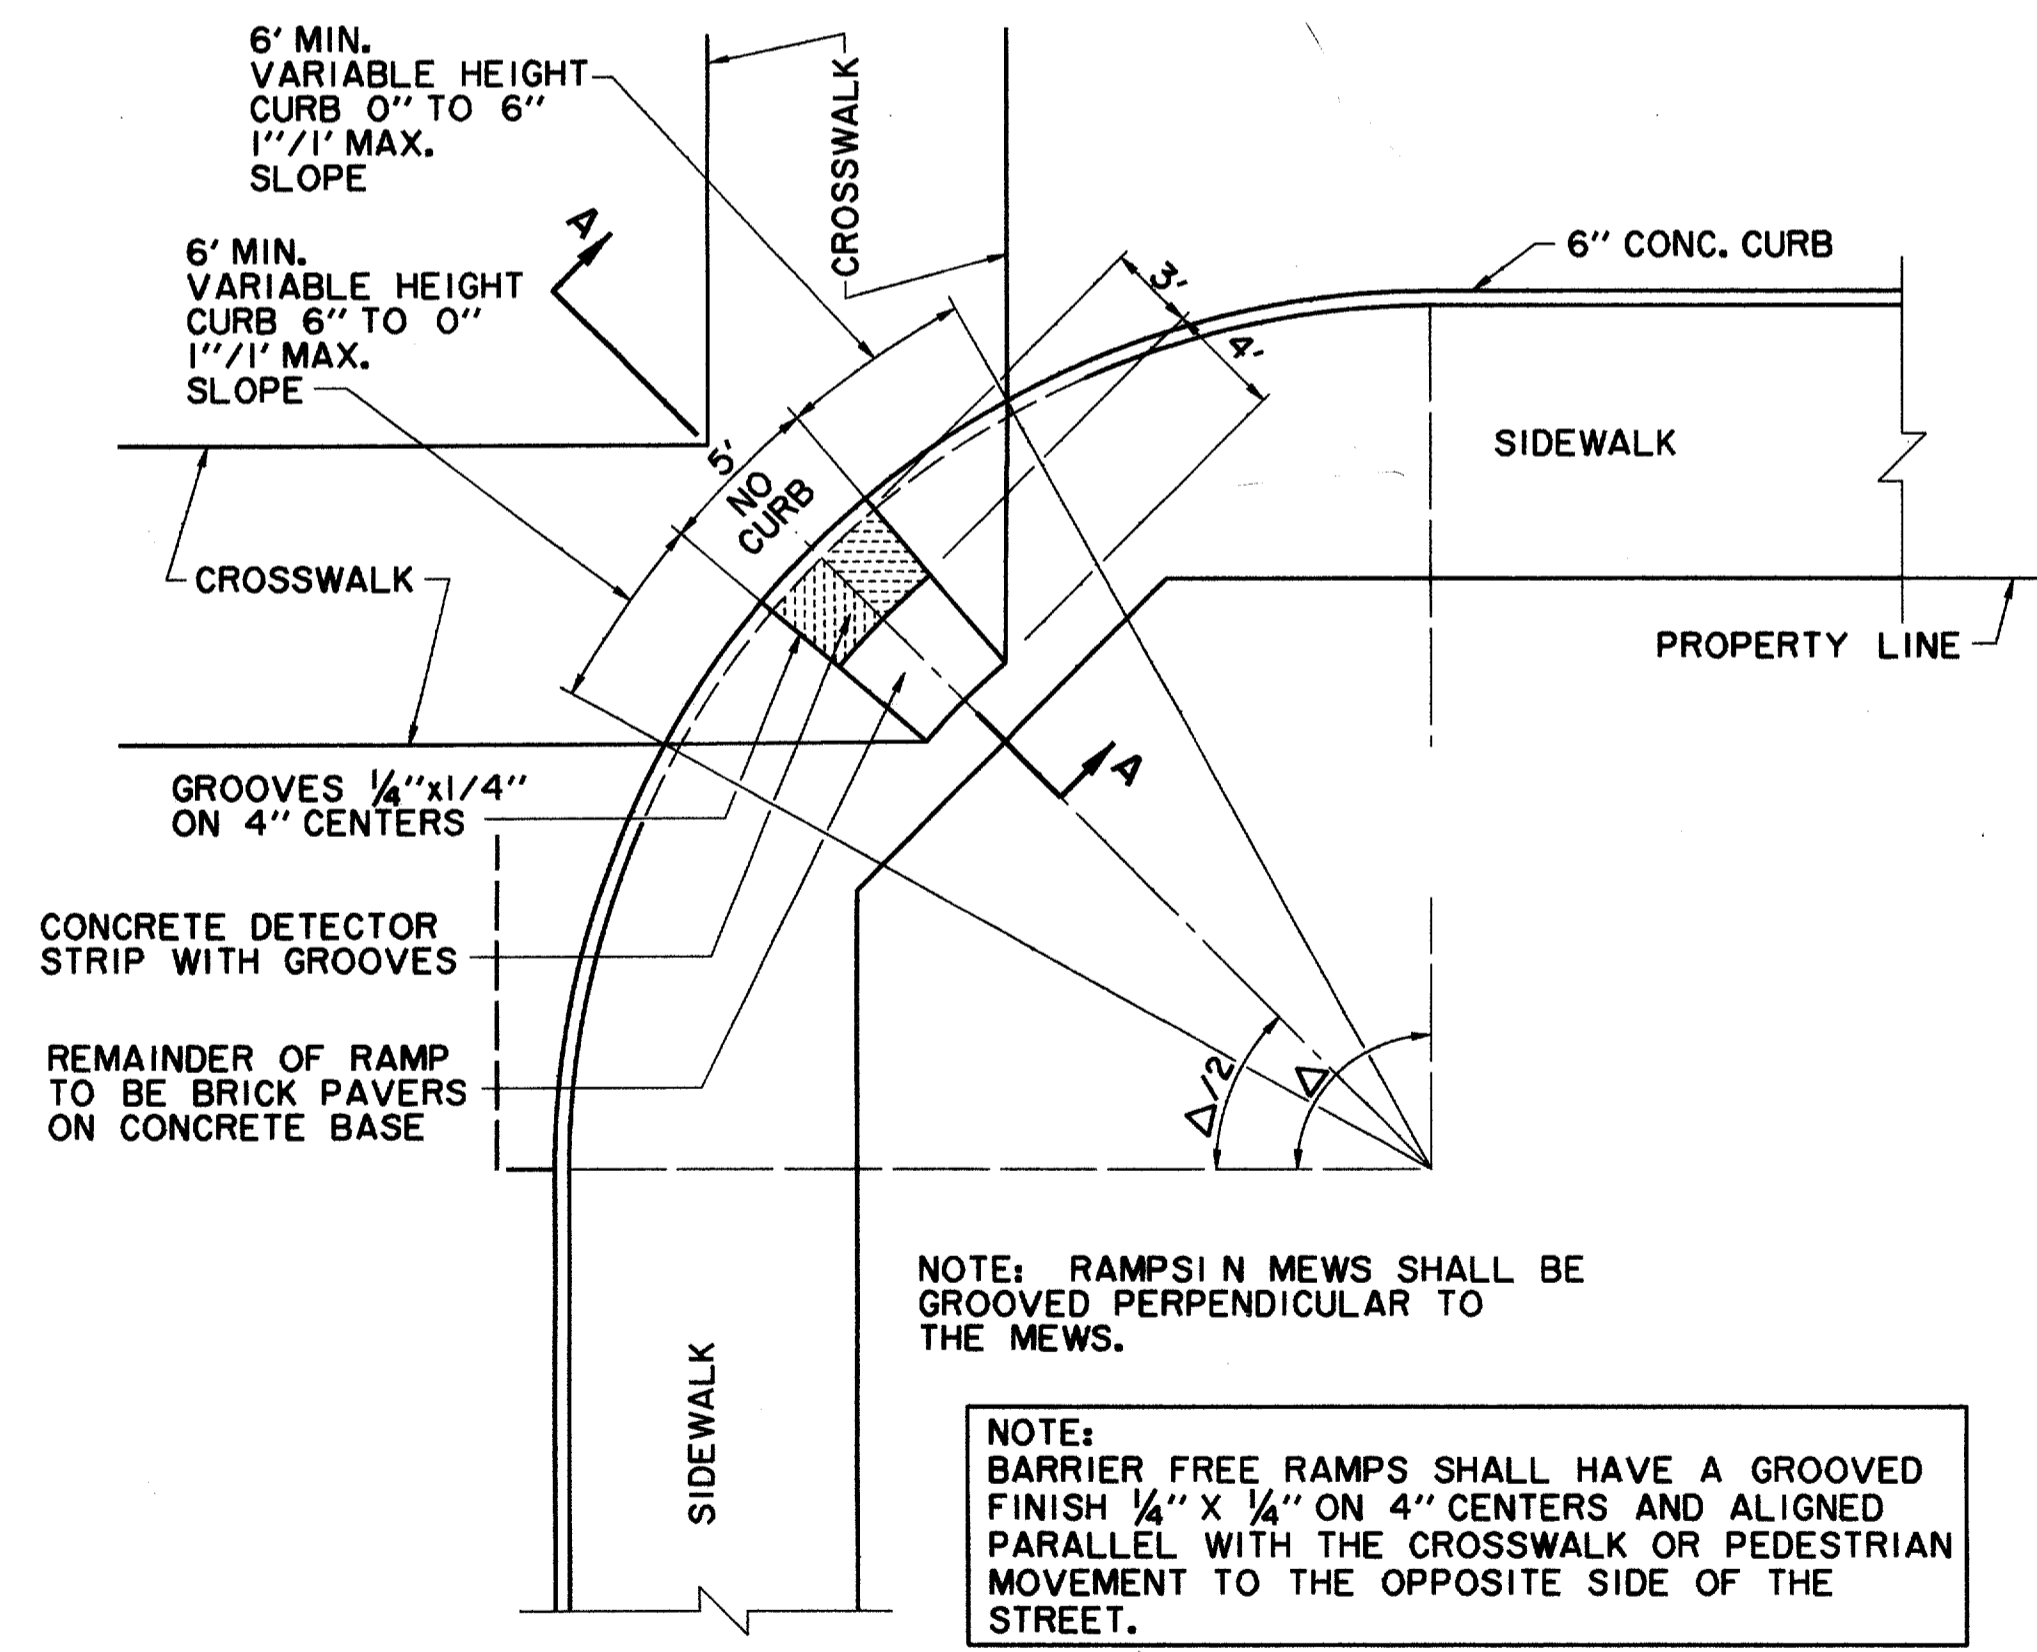 6' MIN.
VARIABLE HEIGHT
CURB 0" TO 6"
1"/1' MAX.
SLOPE
CROSSWALK
A
6' MIN.
VARIABLE HEIGHT
CURB 6" TO 0"
1"/1' MAX.
SLOPE
6" CONC. CURB
3'
4'
5'
NO
CURB
SIDEWALK
CROSSWALK
PROPERTY LINE
A
GROOVES 1/4"x1/4"
ON 4" CENTERS
CONCRETE DETECTOR
STRIP WITH GROOVES
REMAINDER OF RAMP
TO BE BRICK PAVERS
ON CONCRETE BASE
Δ/2
Δ
NOTE: RAMPSI N MEWS SHALL BE
GROOVED PERPENDICULAR TO
THE MEWS.
SIDEWALK
NOTE:
BARRIER FREE RAMPS SHALL HAVE A GROOVED
FINISH 1/4" X 1/4" ON 4" CENTERS AND ALIGNED
PARALLEL WITH THE CROSSWALK OR PEDESTRIAN
MOVEMENT TO THE OPPOSITE SIDE OF THE
STREET.